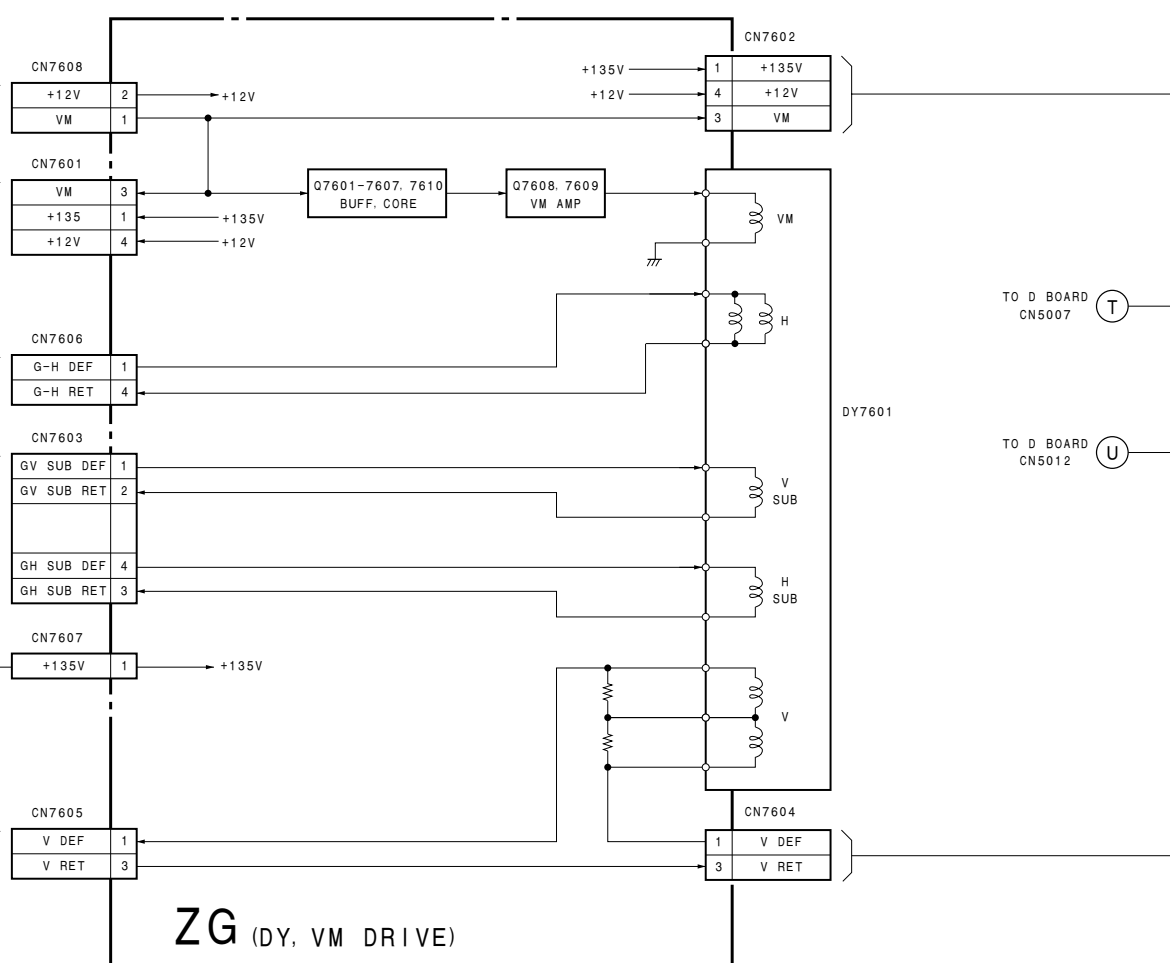 CN7602
CN7608
+12V 2
VM 1
+12V
+135V
+12V
1 +135V
4 +12V
3 VM
CN7601
VM 3
+135 1
+12V 4
+135V
+12V
Q7601-7607, 7610
BUFF, CORE
Q7608, 7609
VM AMP
VM
H
CN7606
G-H DEF 1
G-H RET 4
TO D BOARD
CN5007
T
DY7601
CN7603
GV SUB DEF 1
GV SUB RET 2
GH SUB DEF 4
GH SUB RET 3
V
SUB
TO D BOARD
CN5012
U
H
SUB
CN7607
+135V 1
+135V
V
CN7605
V DEF 1
V RET 3
CN7604
1 V DEF
3 V RET
ZG (DY, VM DRIVE)